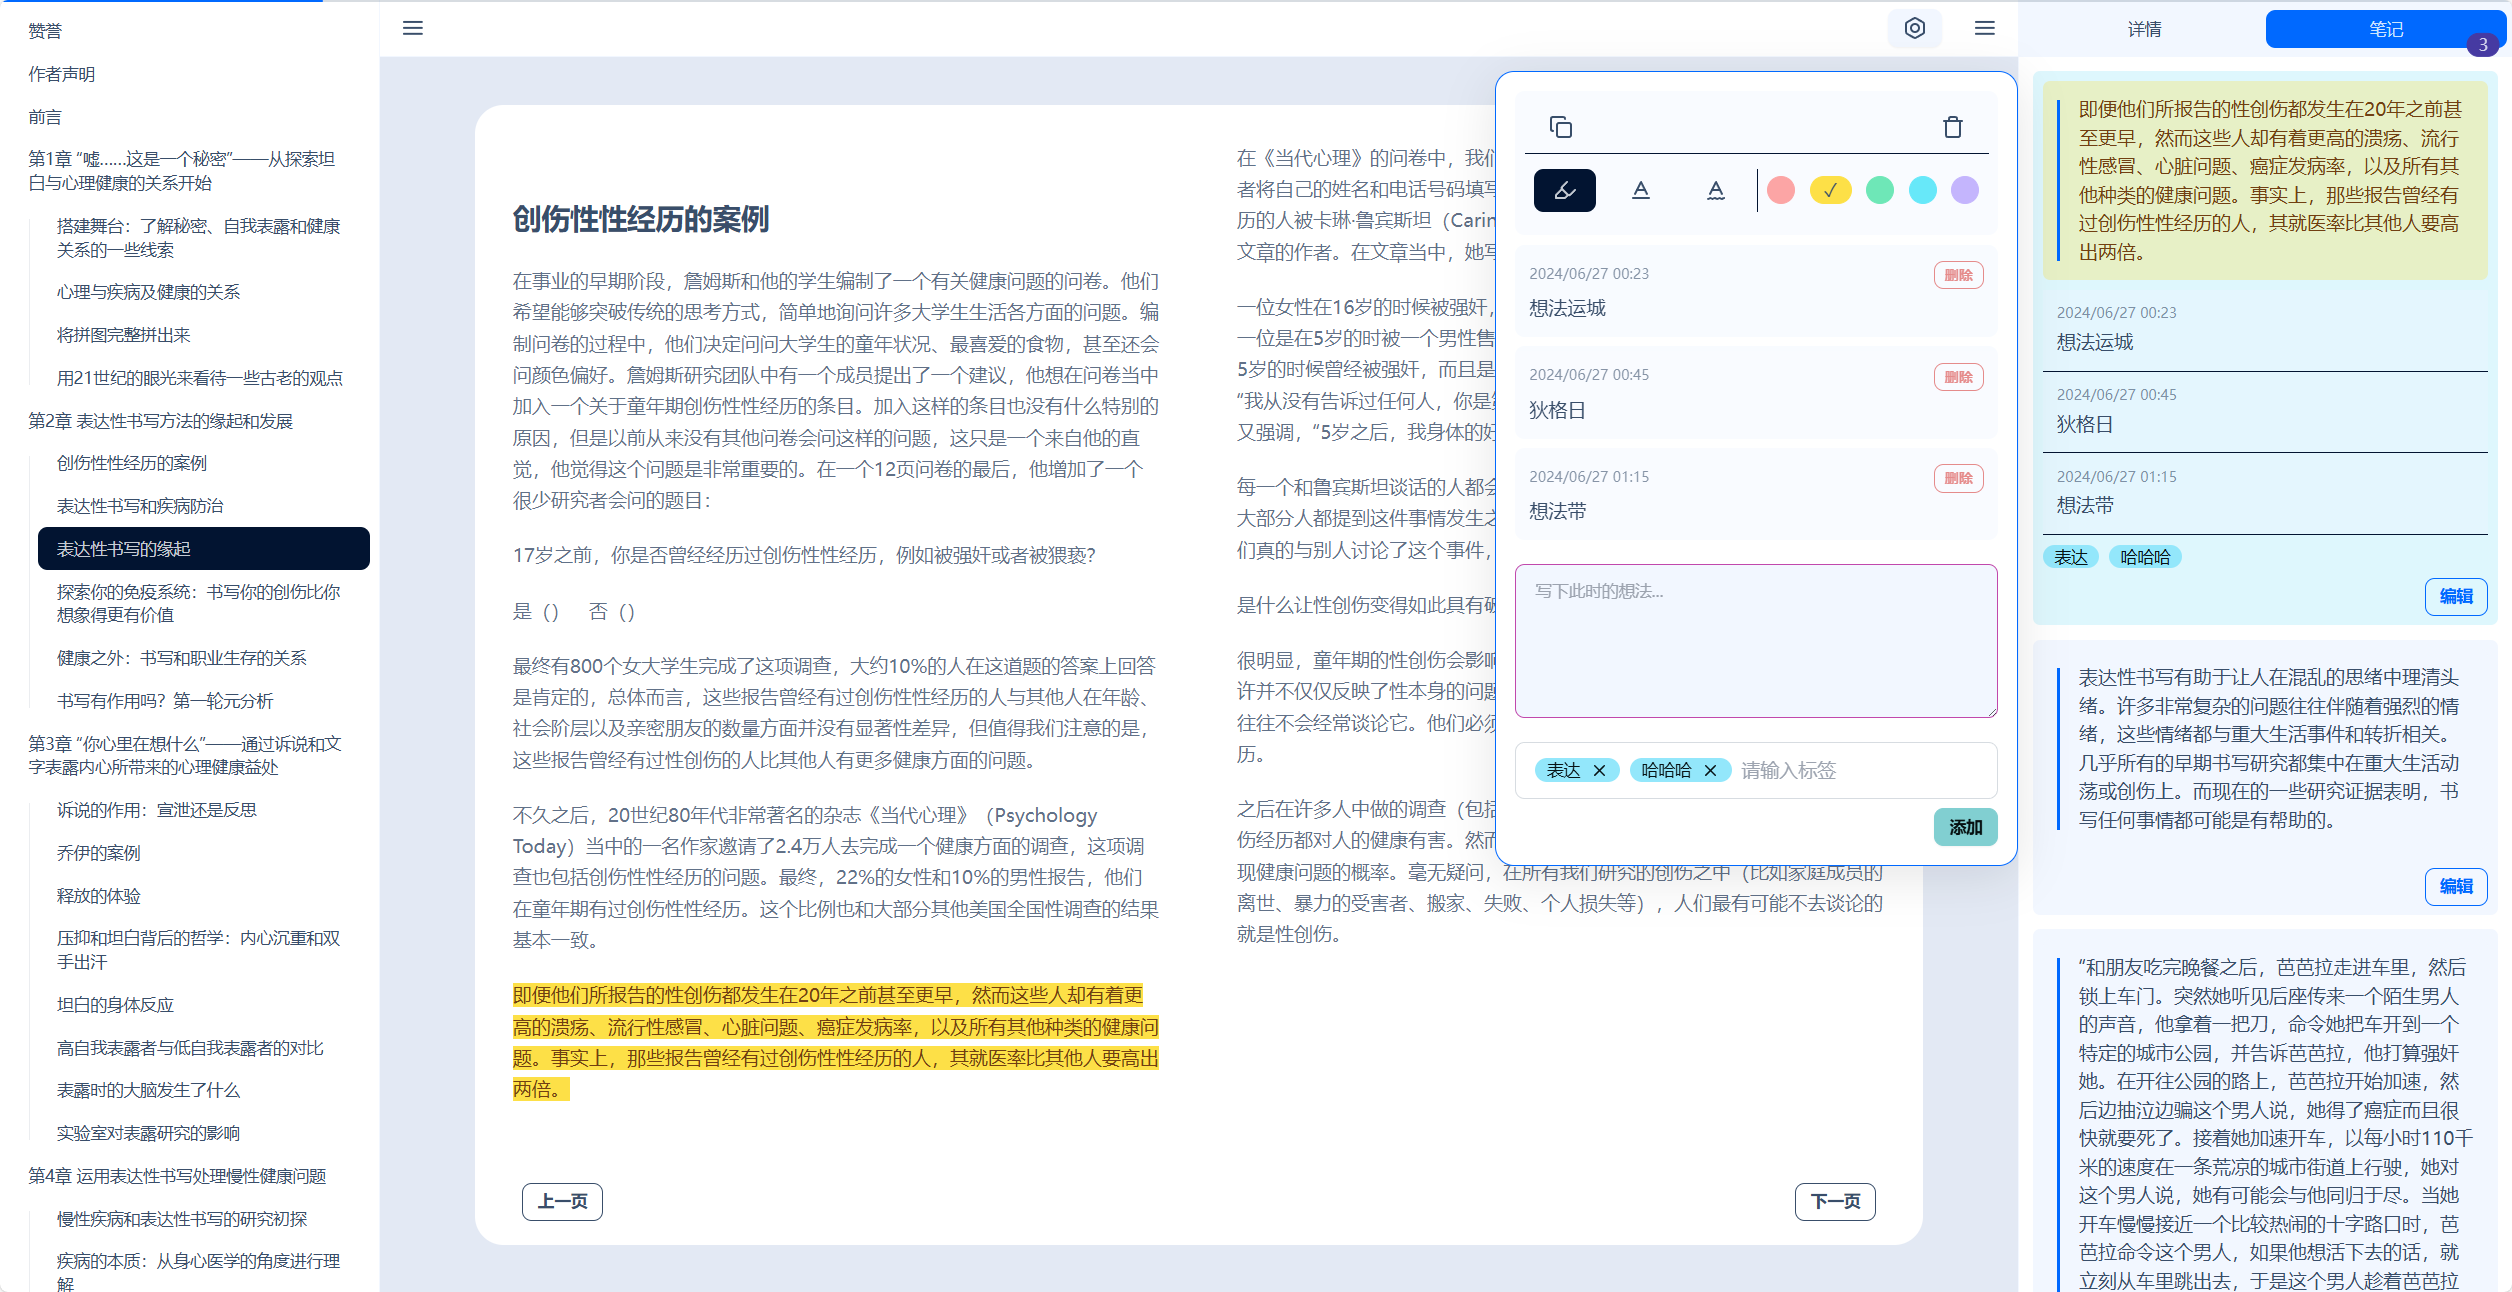 赞誉
作者声明
前言
第1章 “嘘……这是一个秘密”——从探索坦
白与心理健康的关系开始
搭建舞台：了解秘密、自我表露和健康
关系的一些线索
心理与疾病及健康的关系
将拼图完整拼出来
用21世纪的眼光来看待一些古老的观点
第2章 表达性书写方法的缘起和发展
创伤性性经历的案例
表达性书写和疾病防治
表达性书写的缘起
探索你的免疫系统：书写你的创伤比你
想象得更有价值
健康之外：书写和职业生存的关系
书写有作用吗？第一轮元分析
第3章 “你心里在想什么”——通过诉说和文
字表露内心所带来的心理健康益处
诉说的作用：宣泄还是反思
乔伊的案例
释放的体验
压抑和坦白背后的哲学：内心沉重和双
手出汗
坦白的身体反应
高自我表露者与低自我表露者的对比
表露时的大脑发生了什么
实验室对表露研究的影响
第4章 运用表达性书写处理慢性健康问题
慢性疾病和表达性书写的研究初探
疾病的本质：从身心医学的角度进行理
解
创伤性性经历的案例
在事业的早期阶段，詹姆斯和他的学生编制了一个有关健康问题的问卷。他们
希望能够突破传统的思考方式，简单地询问许多大学生生活各方面的问题。编
制问卷的过程中，他们决定问问大学生的童年状况、最喜爱的食物，甚至还会
问颜色偏好。詹姆斯研究团队中有一个成员提出了一个建议，他想在问卷当中
加入一个关于童年期创伤性性经历的条目。加入这样的条目也没有什么特别的
原因，但是以前从来没有其他问卷会问这样的问题，这只是一个来自他的直
觉，他觉得这个问题是非常重要的。在一个12页问卷的最后，他增加了一个
很少研究者会问的题目：
17岁之前，你是否曾经经历过创伤性性经历，例如被强奸或者被猥亵？
是（） 否（）
最终有800个女大学生完成了这项调查，大约10%的人在这道题的答案上回答
是肯定的，总体而言，这些报告曾经有过创伤性性经历的人与其他人在年龄、
社会阶层以及亲密朋友的数量方面并没有显著性差异，但值得我们注意的是，
这些报告曾经有过性创伤的人比其他人有更多健康方面的问题。
不久之后，20世纪80年代非常著名的杂志《当代心理》（Psychology
Today）当中的一名作家邀请了2.4万人去完成一个健康方面的调查，这项调
查也包括创伤性性经历的问题。最终，22%的女性和10%的男性报告，他们
在童年期有过创伤性性经历。这个比例也和大部分其他美国全国性调查的结果
基本一致。
即便他们所报告的性创伤都发生在20年之前甚至更早，然而这些人却有着更
高的溃疡、流行性感冒、心脏问题、癌症发病率，以及所有其他种类的健康问
题。事实上，那些报告曾经有过创伤性性经历的人，其就医率比其他人要高出
两倍。
上一页
在《当代心理》的问卷中，我们
者将自己的姓名和电话号码填写
历的人被卡琳·鲁宾斯坦（Carin
文章的作者。在文章当中，她写
一位女性在16岁的时候被强奸，
一位是在5岁的时被一个男性售
5岁的时候曾经被强奸，而且是
“我从没有告诉过任何人，你是第
又强调，“5岁之后，我身体的好
每一个和鲁宾斯坦谈话的人都会
大部分人都提到这件事情发生之
们真的与别人讨论了这个事件，
是什么让性创伤变得如此具有破
很明显，童年期的性创伤会影响
许并不仅仅反映了性本身的问题
往往不会经常谈论它。他们必须
历。
之后在许多人中做的调查（包括
伤经历都对人的健康有害。然而
现健康问题的概率。毫无疑问，在所有我们研究的创伤之中（比如家庭成员的
离世、暴力的受害者、搬家、失败、个人损失等），人们最有可能不去谈论的
就是性创伤。
下一页
2024/06/27 00:23
删除
想法运城
2024/06/27 00:45
删除
狄格日
2024/06/27 01:15
删除
想法带
写下此时的想法...
表达 哈哈哈 请输入标签
添加
详情
笔记
3
即便他们所报告的性创伤都发生在20年之前甚
至更早，然而这些人却有着更高的溃疡、流行
性感冒、心脏问题、癌症发病率，以及所有其
他种类的健康问题。事实上，那些报告曾经有
过创伤性性经历的人，其就医率比其他人要高
出两倍。
2024/06/27 00:23
想法运城
2024/06/27 00:45
狄格日
2024/06/27 01:15
想法带
表达 哈哈哈
编辑
表达性书写有助于让人在混乱的思绪中理清头
绪。许多非常复杂的问题往往伴随着强烈的情
绪，这些情绪都与重大生活事件和转折相关。
几乎所有的早期书写研究都集中在重大生活动
荡或创伤上。而现在的一些研究证据表明，书
写任何事情都可能是有帮助的。
编辑
“和朋友吃完晚餐之后，芭芭拉走进车里，然后
锁上车门。突然她听见后座传来一个陌生男人
的声音，他拿着一把刀，命令她把车开到一个
特定的城市公园，并告诉芭芭拉，他打算强奸
她。在开往公园的路上，芭芭拉开始加速，然
后边抽泣边骗这个男人说，她得了癌症而且很
快就要死了。接着她加速开车，以每小时110千
米的速度在一条荒凉的城市街道上行驶，她对
这个男人说，她有可能会与他同归于尽。当她
开车慢慢接近一个比较热闹的十字路口时，芭
芭拉命令这个男人，如果他想活下去的话，就
立刻从车里跳出去，于是这个男人趁着芭芭拉